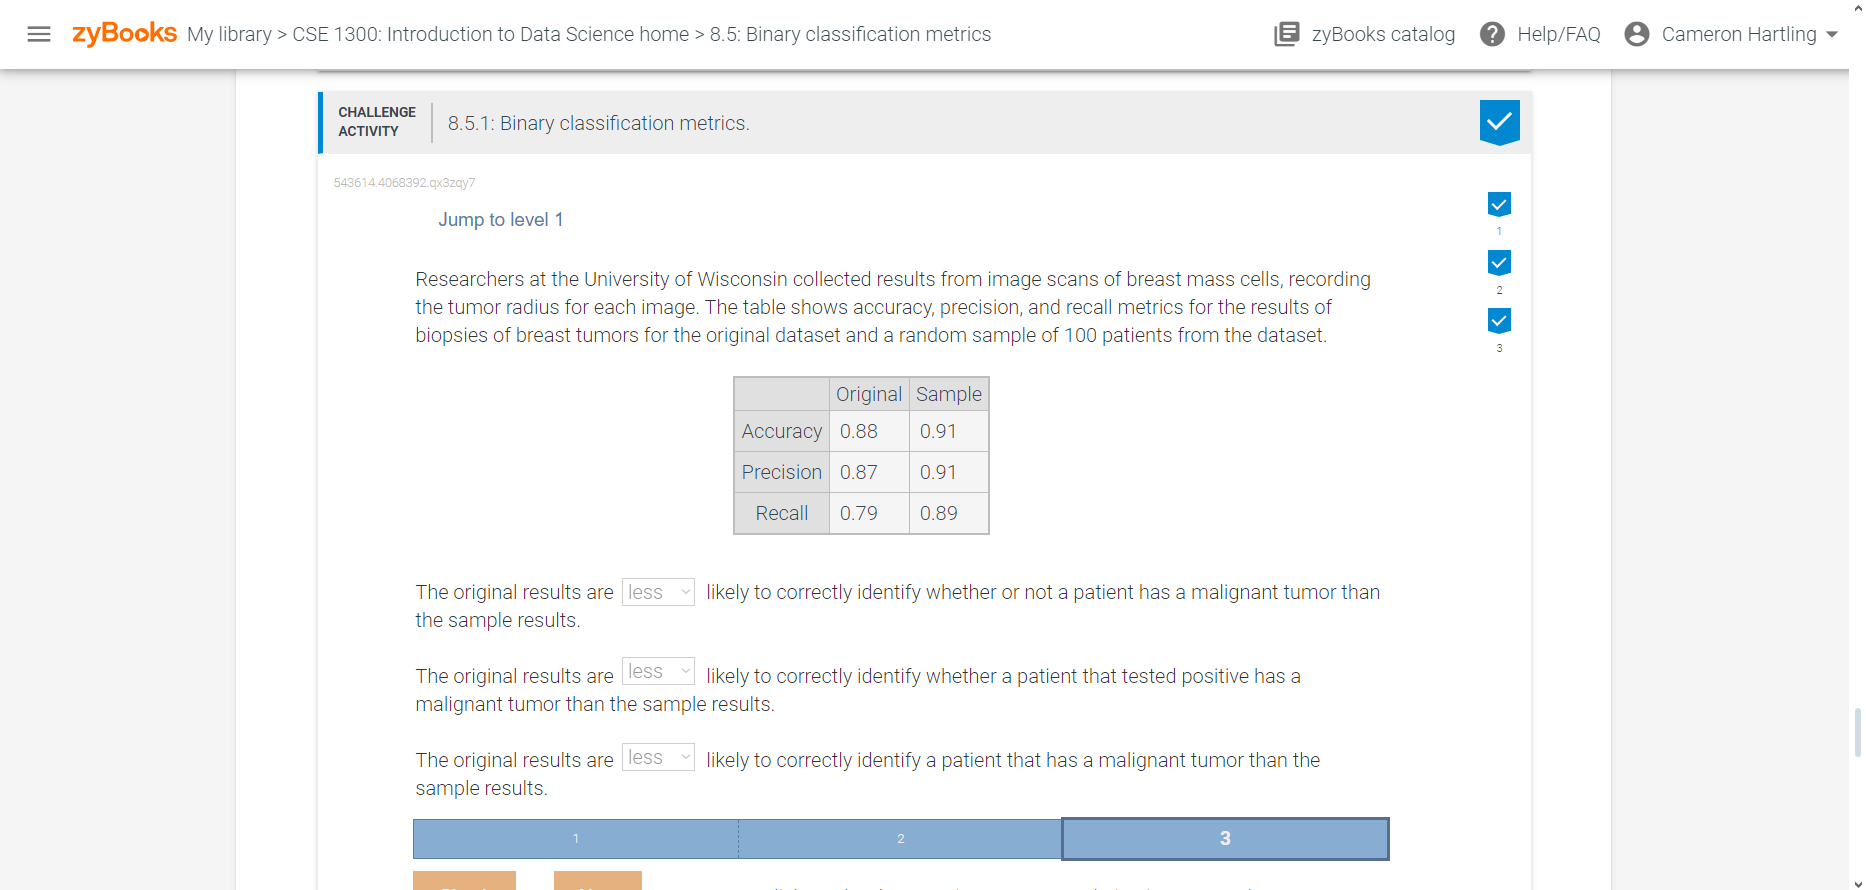 zyBooks My library > CSE 1300: Introduction to Data Science home > 8.5: Binary classification metrics
zyBooks catalog
? Help/FAQ
Cameron Hartling
CHALLENGE
ACTIVITY
8.5.1: Binary classification metrics.
543614.4068392.qx3zqy7
Jump to level 1
1
2
3
Researchers at the University of Wisconsin collected results from image scans of breast mass cells, recording
the tumor radius for each image. The table shows accuracy, precision, and recall metrics for the results of
biopsies of breast tumors for the original dataset and a random sample of 100 patients from the dataset.
Original Sample
Accuracy 0.88 0.91
Precision 0.87 0.91
Recall 0.79 0.89
The original results are less likely to correctly identify whether or not a patient has a malignant tumor than
the sample results.
The original results are less likely to correctly identify whether a patient that tested positive has a
malignant tumor than the sample results.
The original results are less likely to correctly identify a patient that has a malignant tumor than the
sample results.
1 2 3